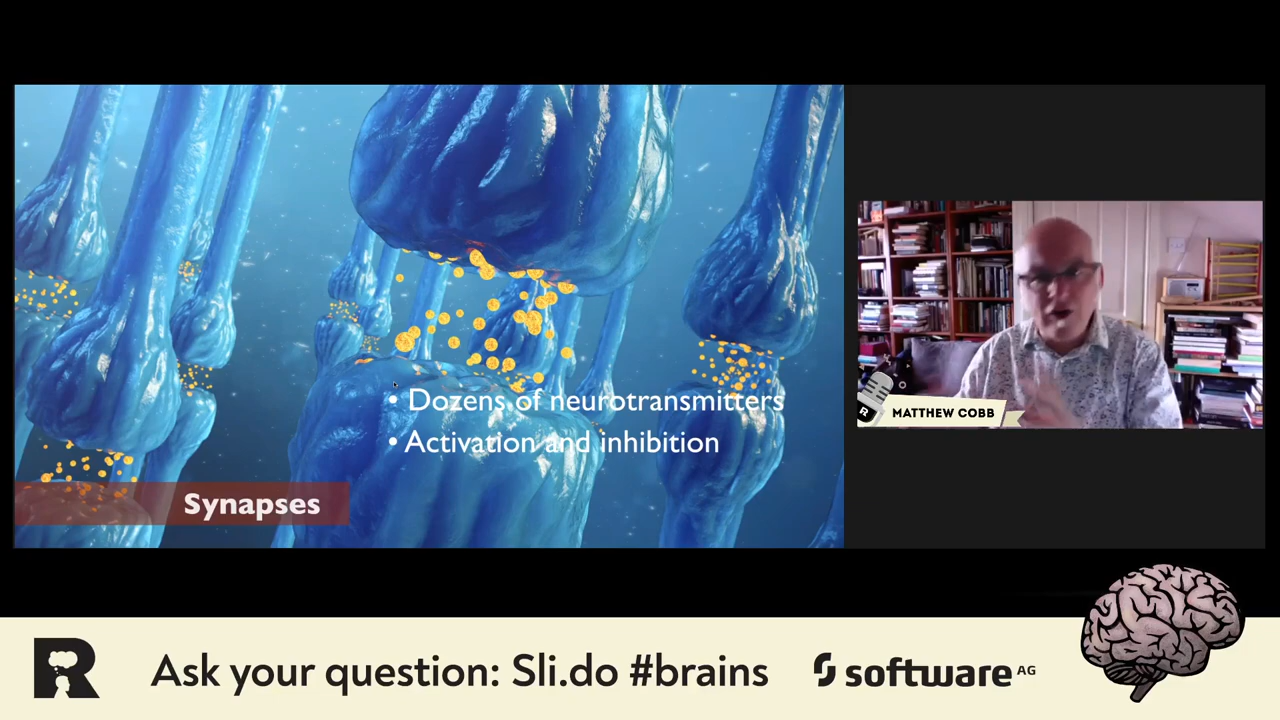 • Dozens of neurotransmitters
• Activation and inhibition
Synapses
R
MATTHEW COBB
R
Ask your question: Sli.do #brains
software AG